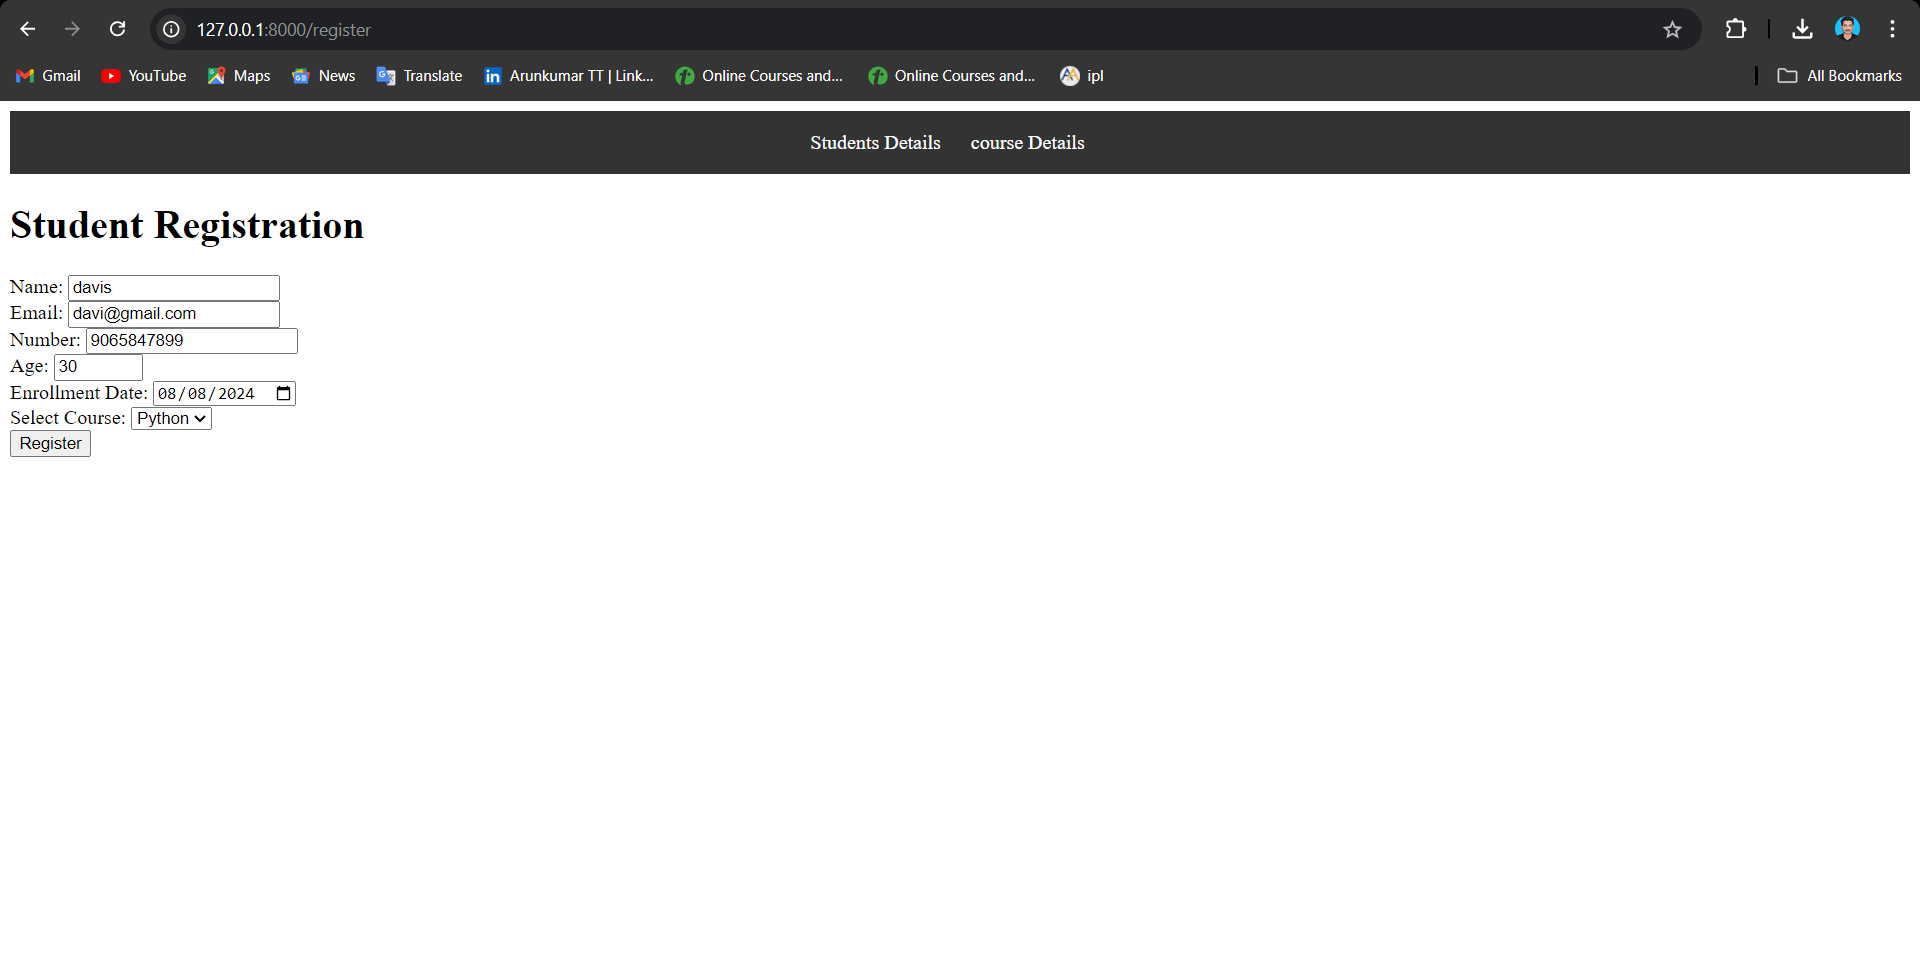 127.0.0.1:8000/register
Gmail YouTube Maps News Translate Arunkumar TT | Link... Online Courses and... Online Courses and... ipl All Bookmarks
Students Details course Details
Student Registration
Name: davis
Email: davi@gmail.com
Number: 9065847899
Age: 30
Enrollment Date: 08/08/2024
Select Course: Python
Register